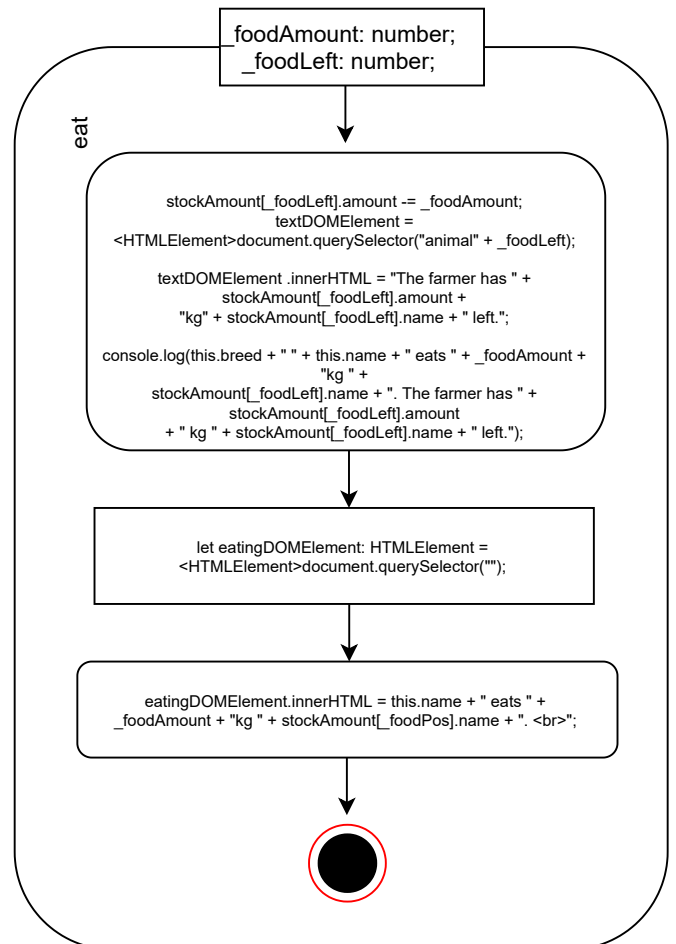 _foodAmount: number;
_foodLeft: number;
eat
stockAmount[_foodLeft].amount -= _foodAmount;
textDOMElement =
<HTMLElement>document.querySelector("animal" + _foodLeft);
textDOMElement .innerHTML = "The farmer has " +
stockAmount[_foodLeft].amount +
"kg" + stockAmount[_foodLeft].name + " left.";
console.log(this.breed + " " + this.name + " eats " + _foodAmount +
"kg " +
stockAmount[_foodLeft].name + ". The farmer has " +
stockAmount[_foodLeft].amount
+ " kg " + stockAmount[_foodLeft].name + " left.");
let eatingDOMElement: HTMLElement =
<HTMLElement>document.querySelector("");
eatingDOMElement.innerHTML = this.name + " eats " +
_foodAmount + "kg " + stockAmount[_foodPos].name + ". <br>";